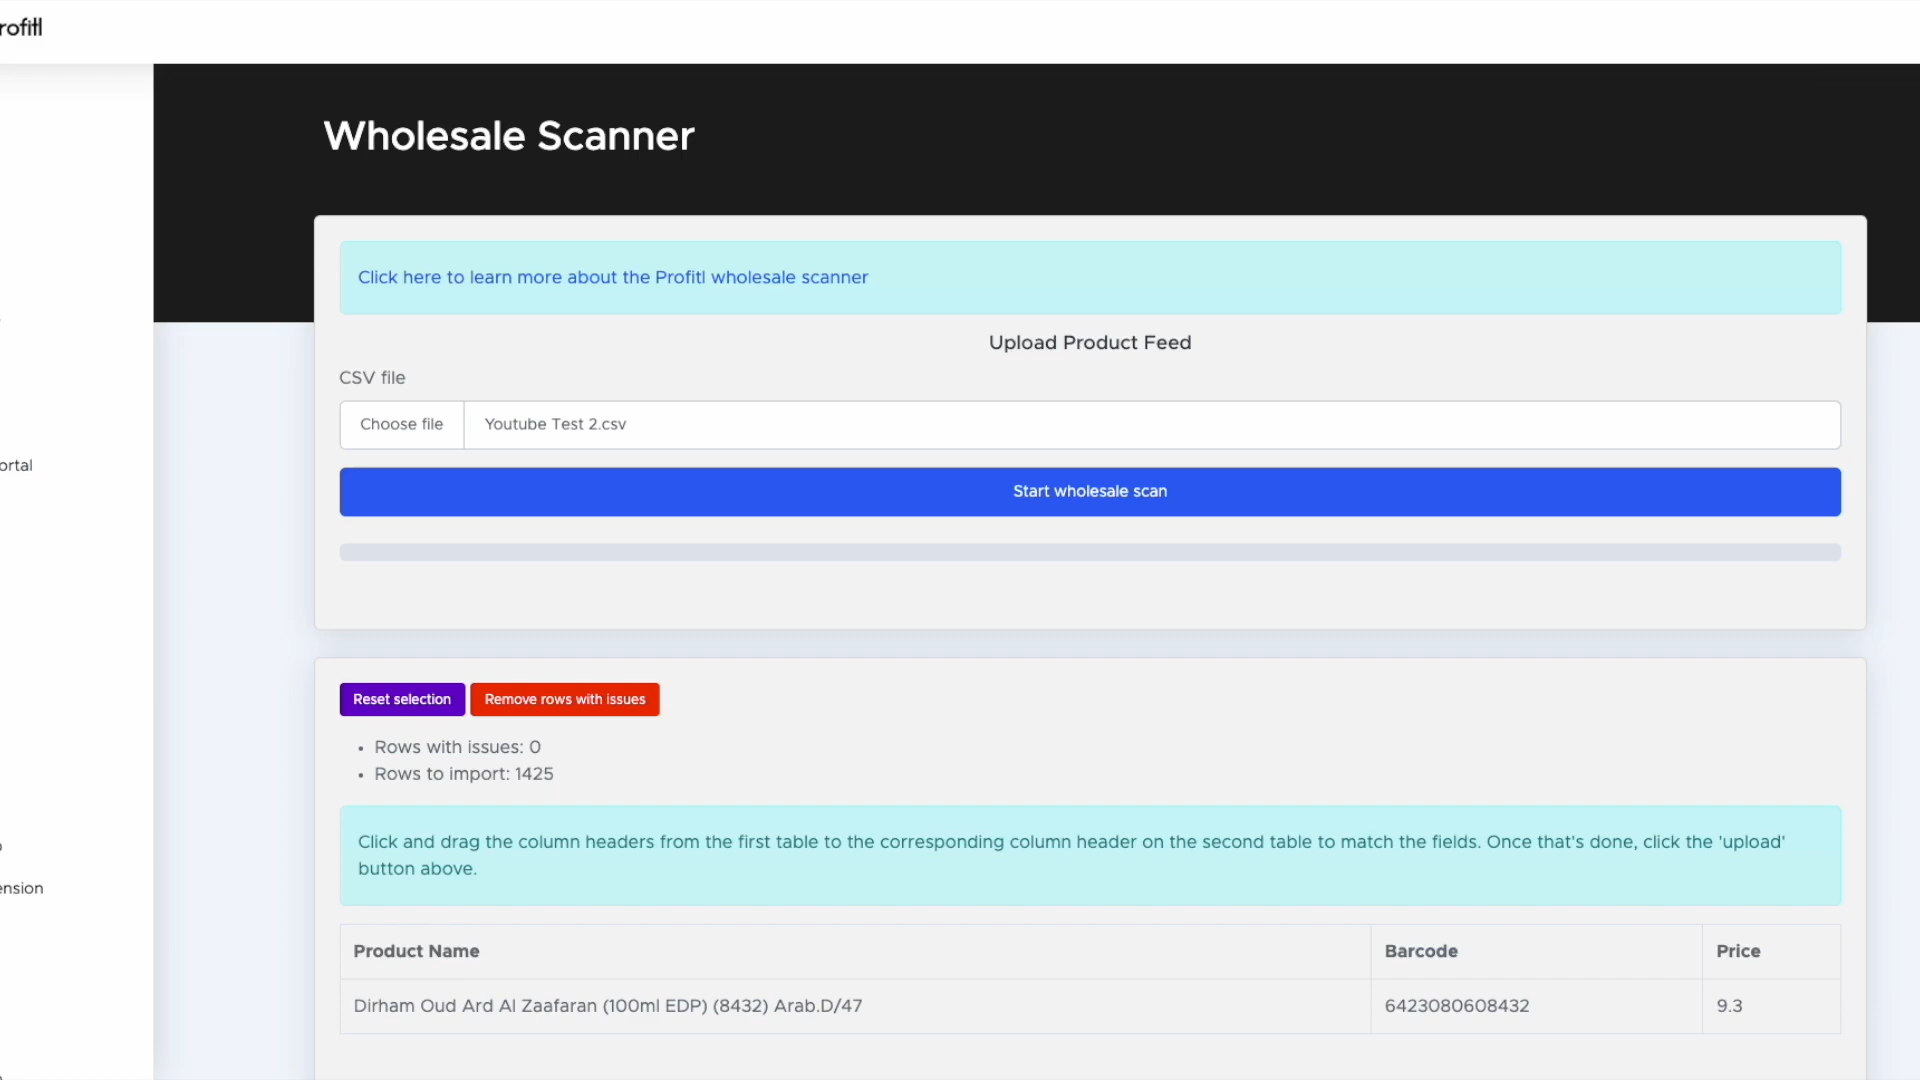 rofitl
Wholesale Scanner
Click here to learn more about the Profitl wholesale scanner
Upload Product Feed
CSV file
Choose file
Youtube Test 2.csv
ortal
Start wholesale scan
Reset selection
Remove rows with issues
• Rows with issues: 0
• Rows to import: 1425
Click and drag the column headers from the first table to the corresponding column header on the second table to match the fields. Once that's done, click the 'upload'
button above.
ension
Product Name Barcode Price
Dirham Oud Ard Al Zaafaran (100ml EDP) (8432) Arab.D/47 6423080608432 9.3